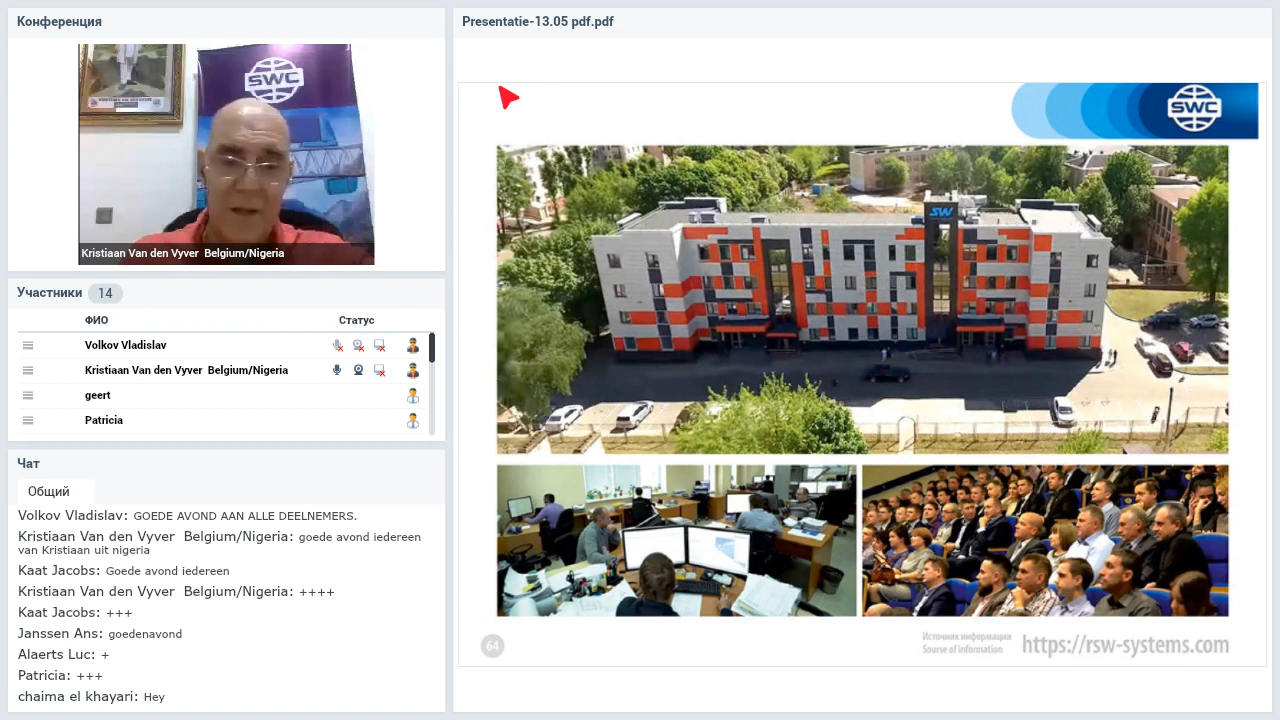 Конференция
SWC
Kristiaan Van den Vyver Belgium/Nigeria
Участники 14
ФИО Статус
Volkov Vladislav
Kristiaan Van den Vyver Belgium/Nigeria
geert
Patricia
Чат
Общий
Volkov Vladislav: GOEDE AVOND AAN ALLE DEELNEMERS.
Kristiaan Van den Vyver Belgium/Nigeria: goede avond iedereen
van Kristiaan uit nigeria
Kaat Jacobs: Goede avond iedereen
Kristiaan Van den Vyver Belgium/Nigeria: ++++
Kaat Jacobs: +++
Janssen Ans: goedenavond
Alaerts Luc: +
Patricia: +++
chaima el khayari: Hey
Presentatie-13.05 pdf.pdf
SWC
SW
64
Источник информации
Sourse of information
https://rsw-systems.com